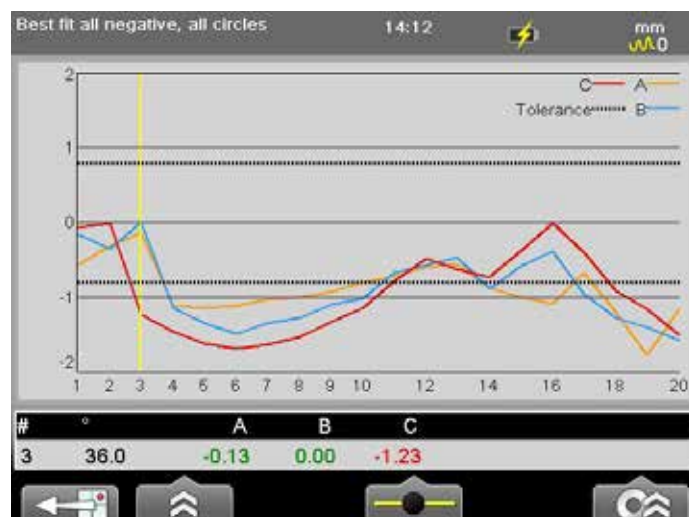 Best fit all negative, all circles 14:12 mm
0
C A
Tolerance B
2
1
0
-1
-2
1 2 3 4 5 6 7 8 9 10 12 14 16 18 20
# ° A B C
3 36.0 -0.13 0.00 -1.23